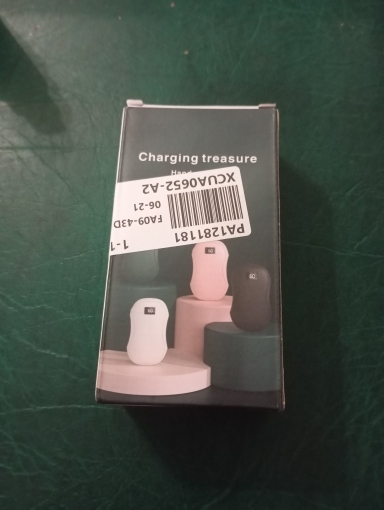 Charging treasure
XCUA0652-A2
06-21
FA09-43D
1-1
PA1281181